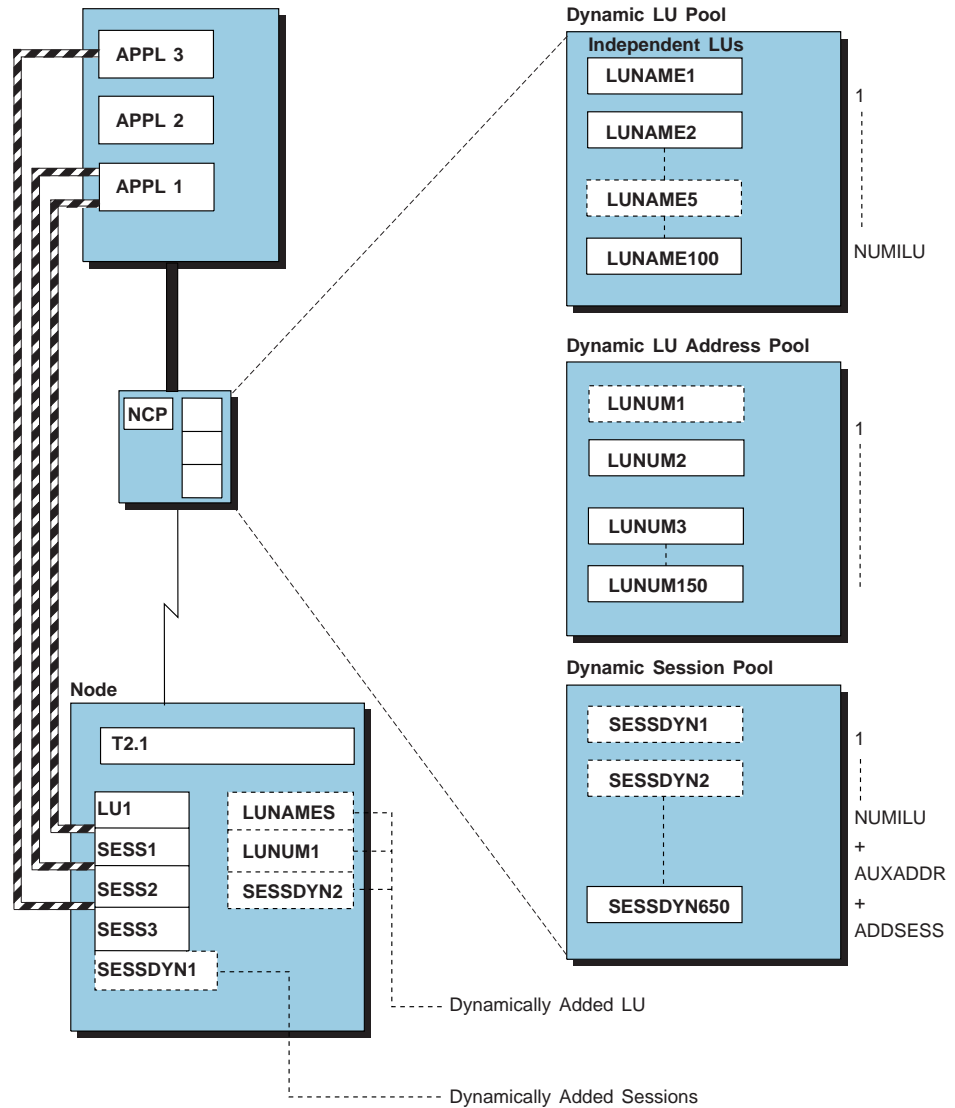 APPL 3
APPL 2
APPL 1
NCP
Node
T2.1
LU1
SESS1
SESS2
SESS3
SESSDYN1
LUNAMES
LUNUM1
SESSDYN2
Dynamically Added LU
Dynamically Added Sessions
Dynamic LU Pool
Independent LUs
LUNAME1
LUNAME2
LUNAME5
LUNAME100
1
NUMILU
Dynamic LU Address Pool
LUNUM1
LUNUM2
LUNUM3
LUNUM150
1
Dynamic Session Pool
SESSDYN1
SESSDYN2
SESSDYN650
1
NUMILU
+
AUXADDR
+
ADDSESS